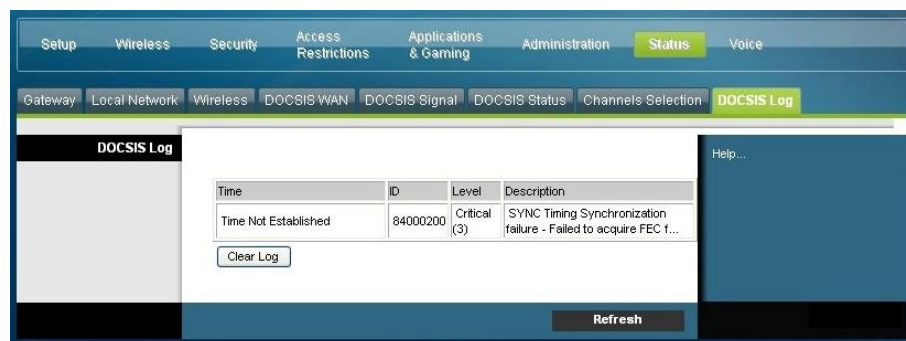 Setup Wireless Security Access Restrictions Applications & Gaming Administration Status Voice
Gateway Local Network Wireless DOCSIS WAN DOCSIS Signal DOCSIS Status Channels Selection DOCSIS Log
DOCSIS Log
Help...
Time ID Level Description
Time Not Established 84000200 Critical (3) SYNC Timing Synchronization failure - Failed to acquire FEC f...
Clear Log
Refresh